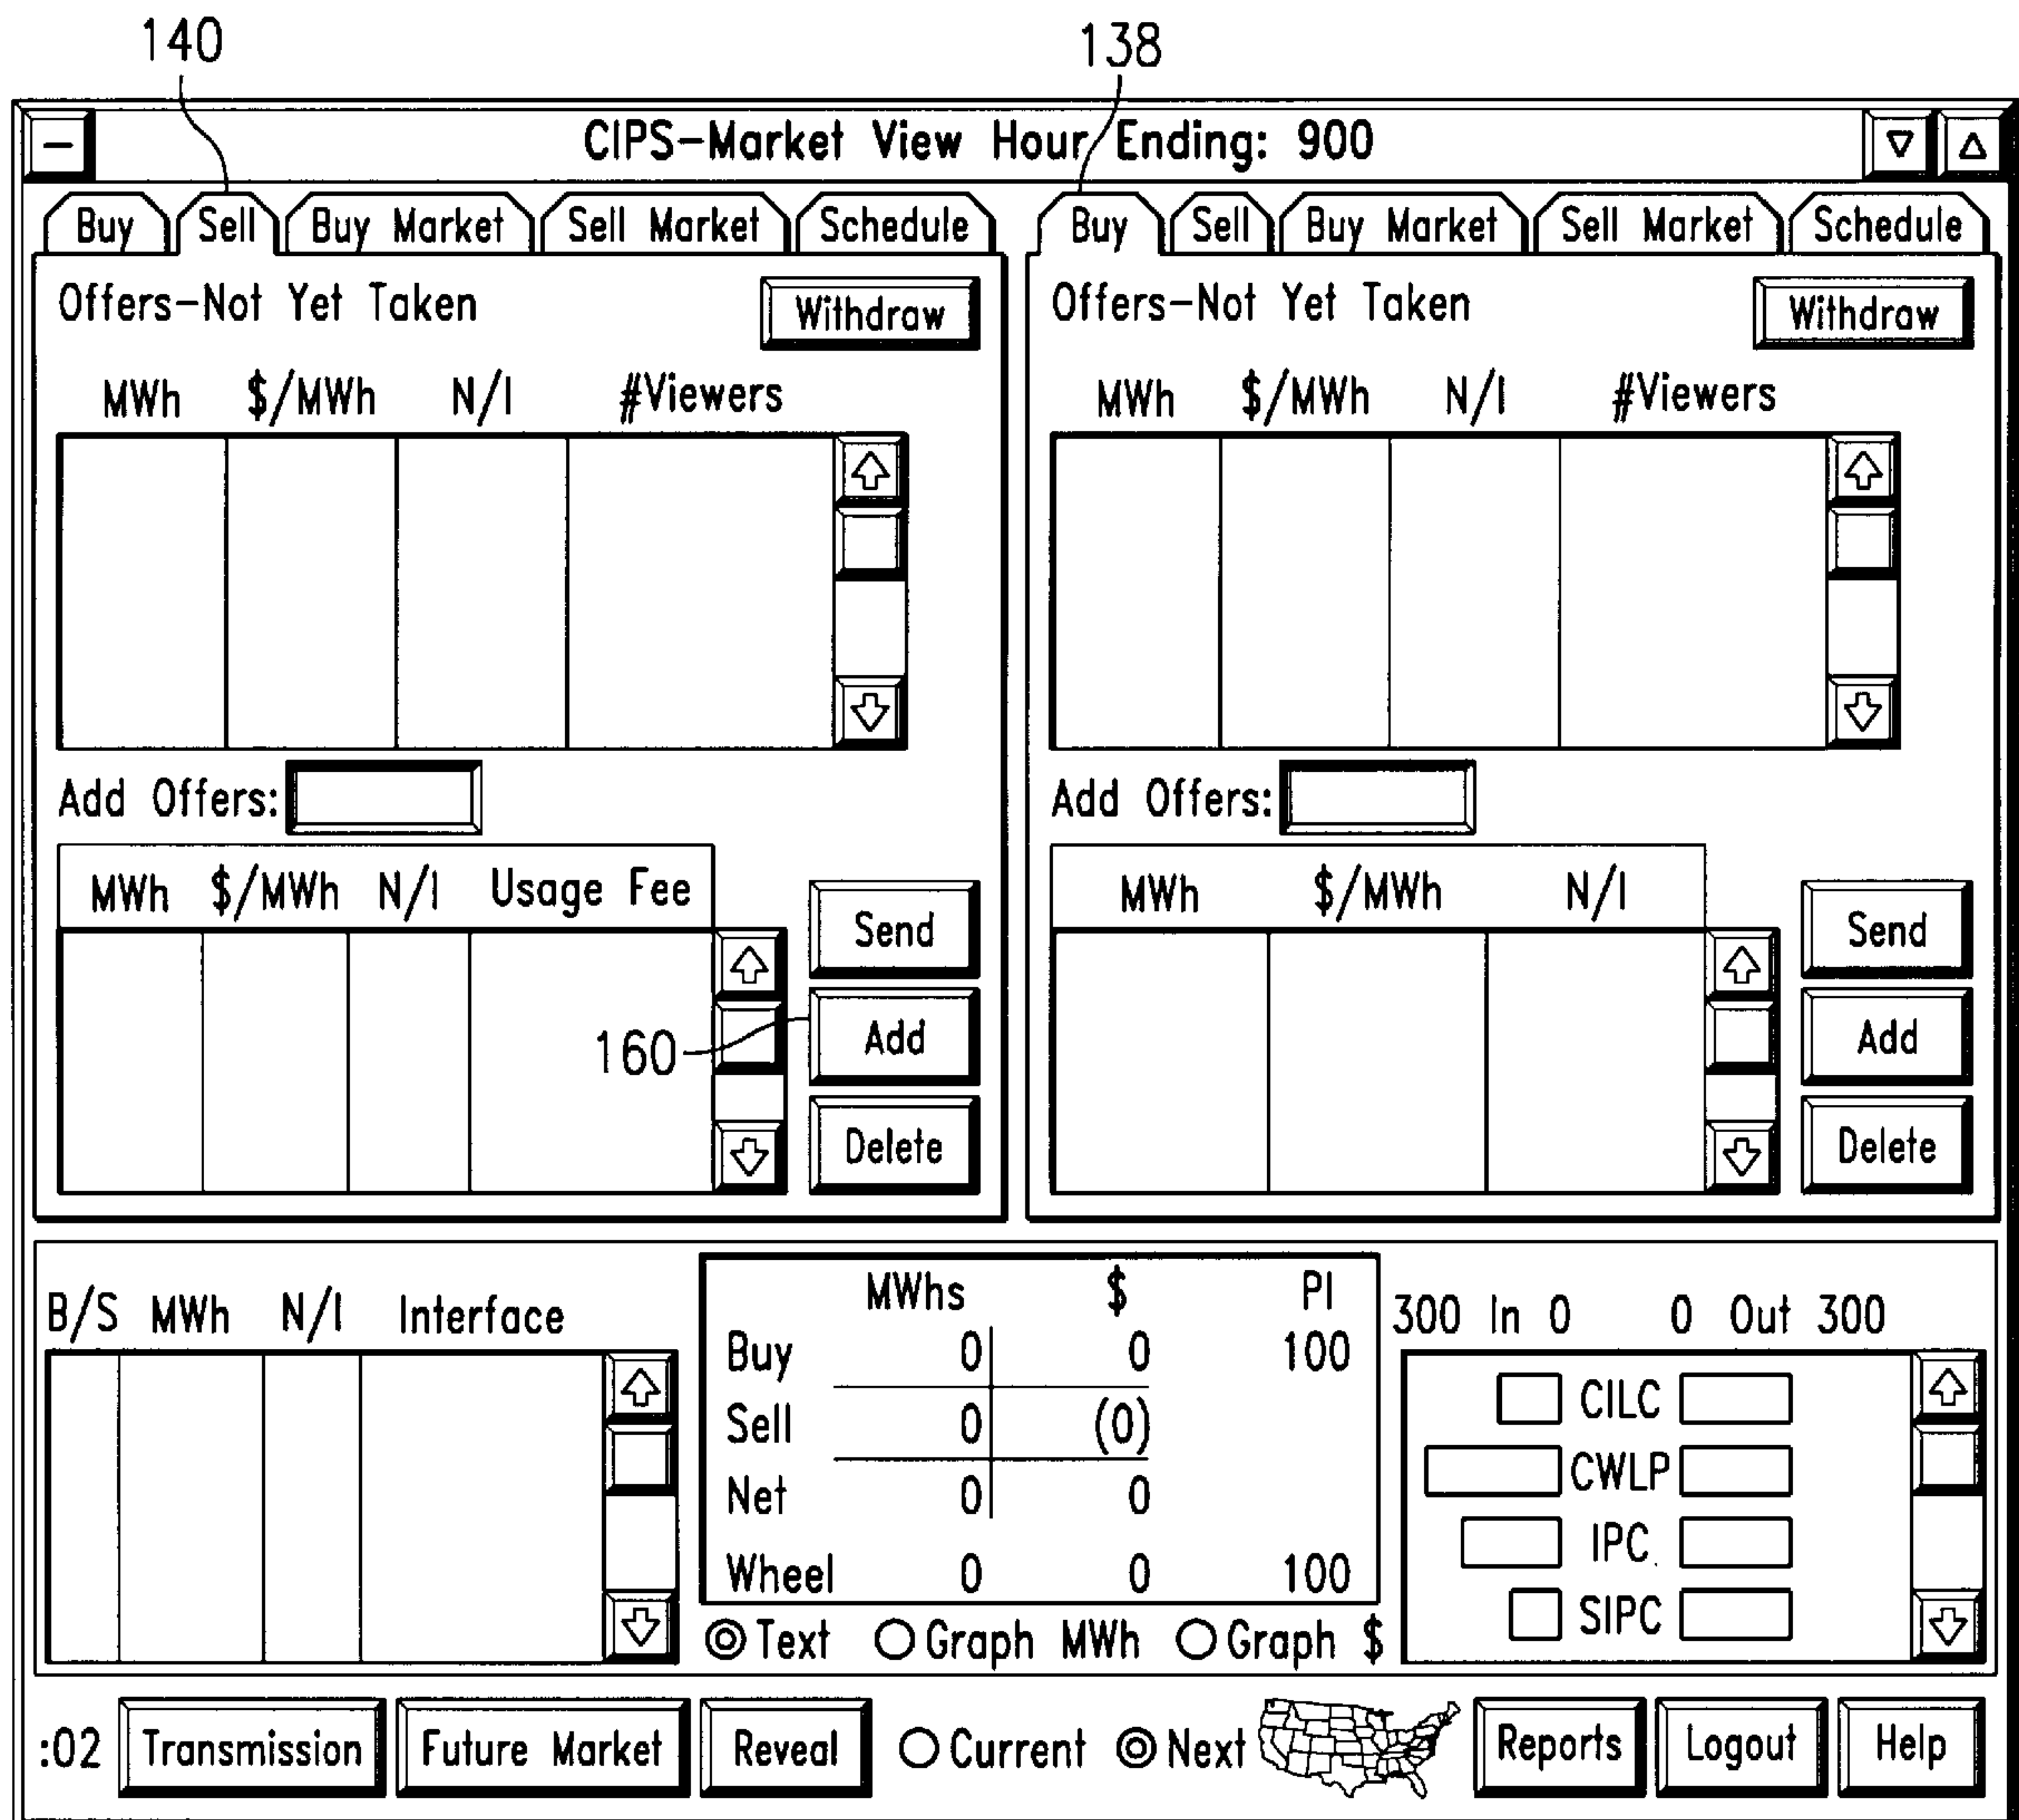 140 138
CIPS-Market View Hour Ending: 900
Buy Sell Buy Market Sell Market Schedule Buy Sell Buy Market Sell Market Schedule
Offers-Not Yet Taken Withdraw
MWh $/MWh N/I #Viewers
Add Offers:
MWh $/MWh N/I Usage Fee
Send
160 Add
Delete
Offers-Not Yet Taken Withdraw
MWh $/MWh N/I #Viewers
Add Offers:
MWh $/MWh N/I
Send
Add
Delete
B/S MWh N/I Interface
MWhs $ PI
Buy 0 0 100
Sell 0 (0)
Net 0 0
Wheel 0 0 100
Text Graph MWh Graph $
300 In 0 0 Out 300
CILC
CWLP
IPC
SIPC
:02 Transmission Future Market Reveal Current Next Reports Logout Help